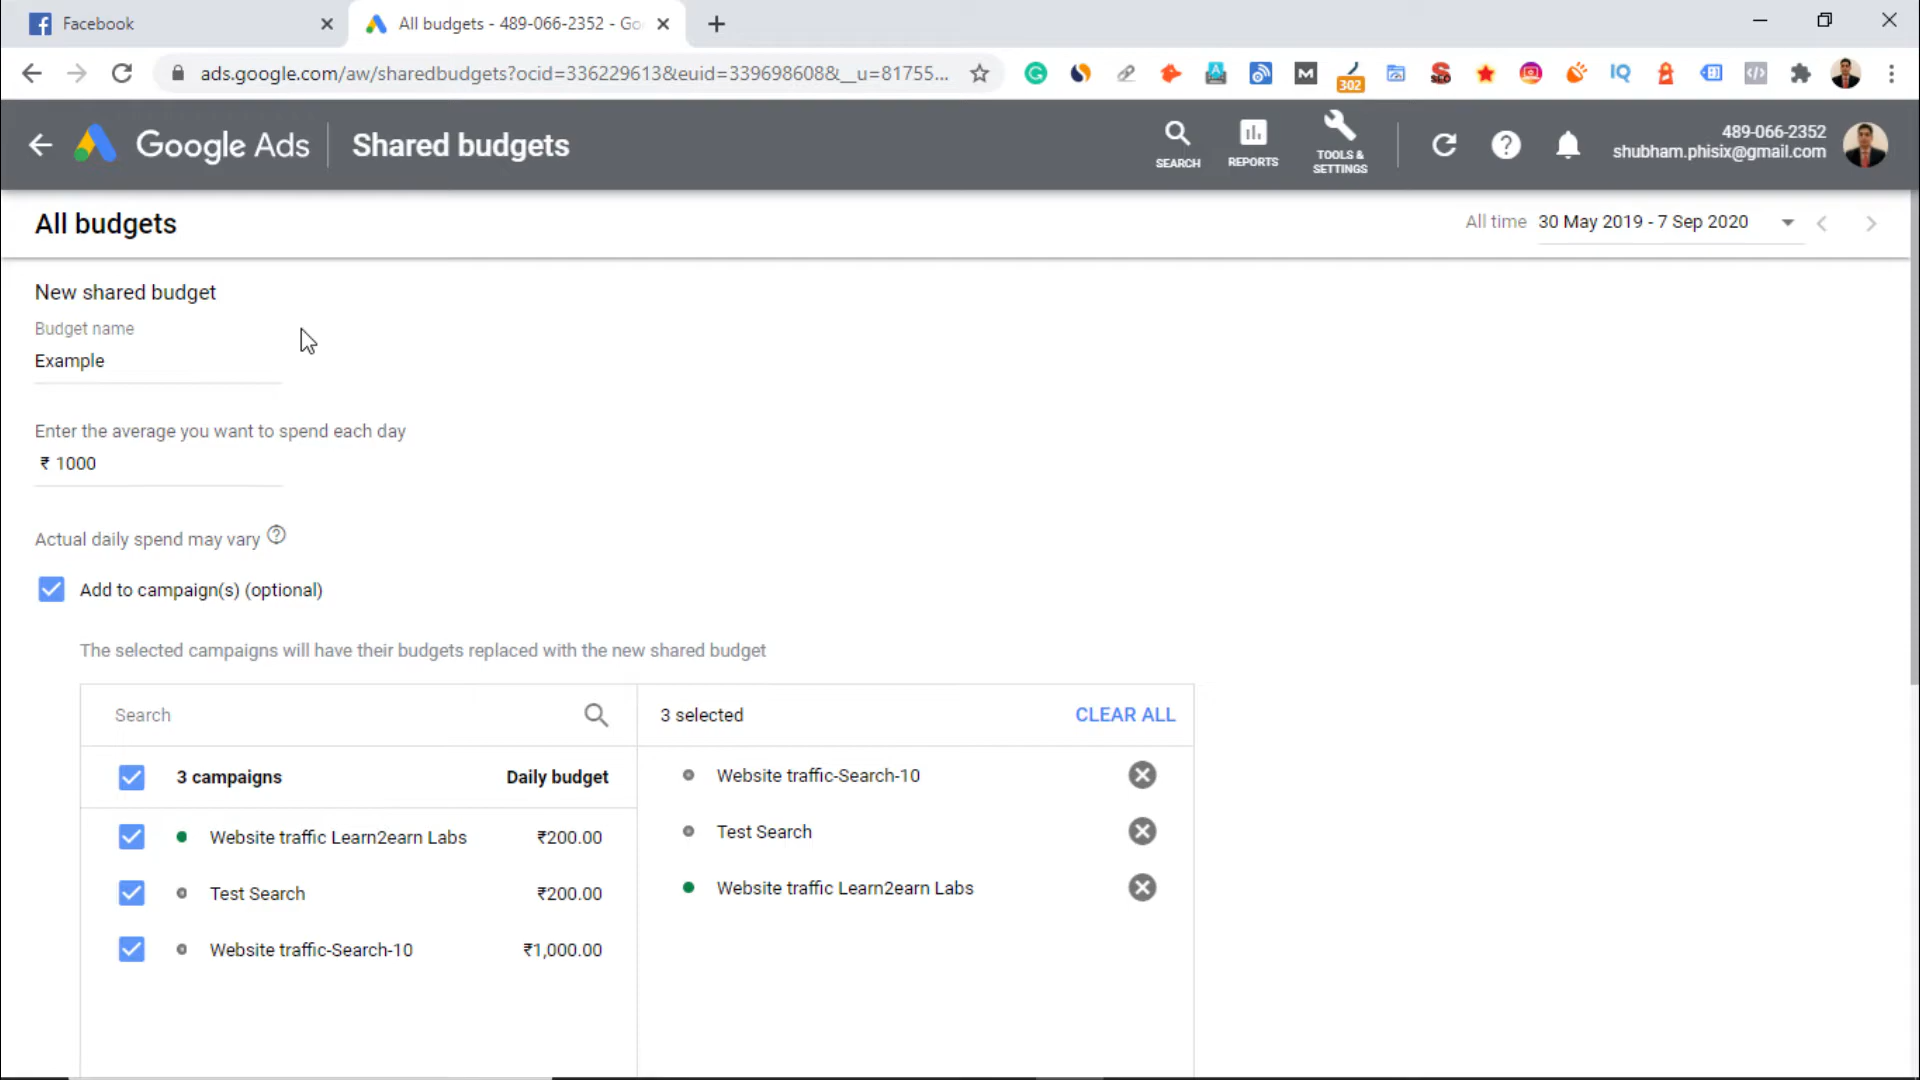 Facebook
All budgets - 489-066-2352 - Go
ads.google.com/aw/sharedbudgets?ocid=336229613&euid=339698608&__u=81755...
302
SEO
IQ
M
Google Ads
Shared budgets
SEARCH
REPORTS
TOOLS &
SETTINGS
489-066-2352
shubham.phisix@gmail.com
All budgets
All time 30 May 2019 - 7 Sep 2020
New shared budget
Budget name
Example
Enter the average you want to spend each day
₹ 1000
Actual daily spend may vary
Add to campaign(s) (optional)
The selected campaigns will have their budgets replaced with the new shared budget
Search
3 selected
CLEAR ALL
3 campaigns
Daily budget
Website traffic Learn2earn Labs ₹200.00
Test Search ₹200.00
Website traffic-Search-10 ₹1,000.00
Website traffic-Search-10
Test Search
Website traffic Learn2earn Labs